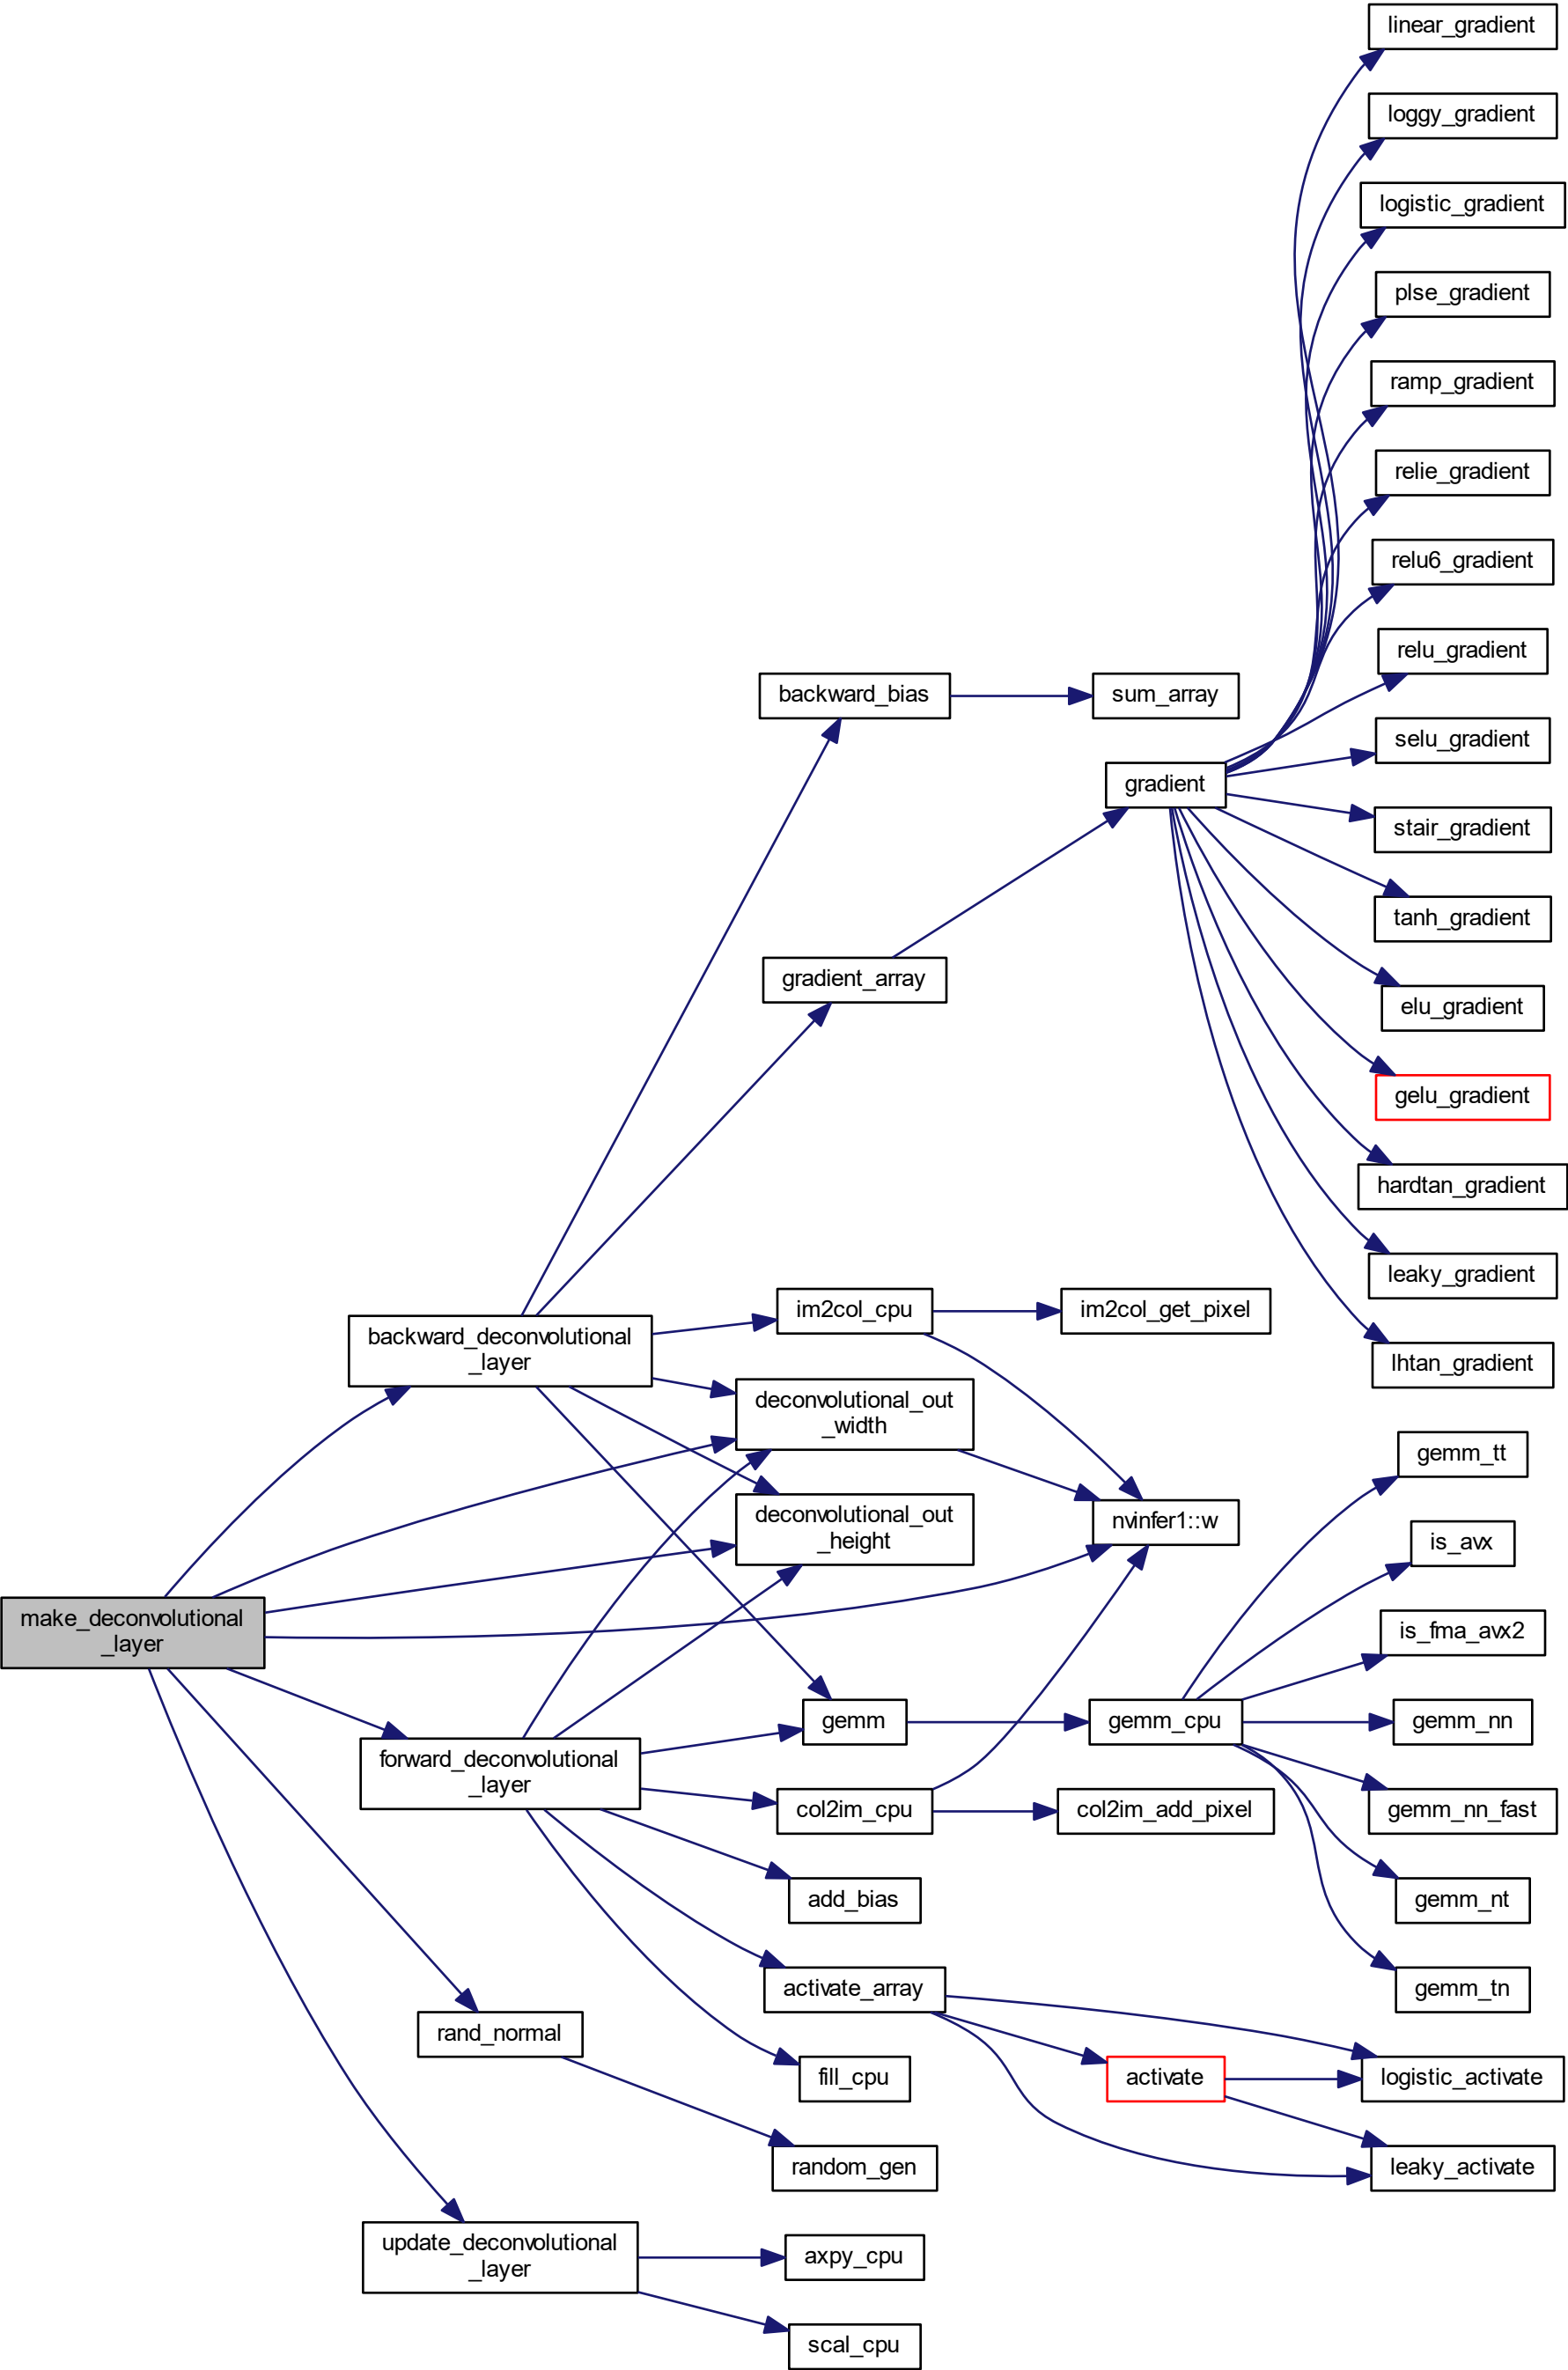 linear_gradient
loggy_gradient
logistic_gradient
plse_gradient
ramp_gradient
relie_gradient
relu6_gradient
relu_gradient
backward_bias
sum_array
selu_gradient
gradient
stair_gradient
tanh_gradient
gradient_array
elu_gradient
gelu_gradient
hardtan_gradient
leaky_gradient
im2col_cpu
im2col_get_pixel
backward_deconvolutional
_layer
lhtan_gradient
deconvolutional_out
_width
gemm_tt
deconvolutional_out
_height
nvinfer1::w
is_avx
make_deconvolutional
_layer
is_fma_avx2
gemm
gemm_cpu
gemm_nn
forward_deconvolutional
_layer
col2im_cpu
col2im_add_pixel
gemm_nn_fast
add_bias
gemm_nt
activate_array
gemm_tn
rand_normal
fill_cpu
activate
logistic_activate
random_gen
leaky_activate
update_deconvolutional
_layer
axpy_cpu
scal_cpu